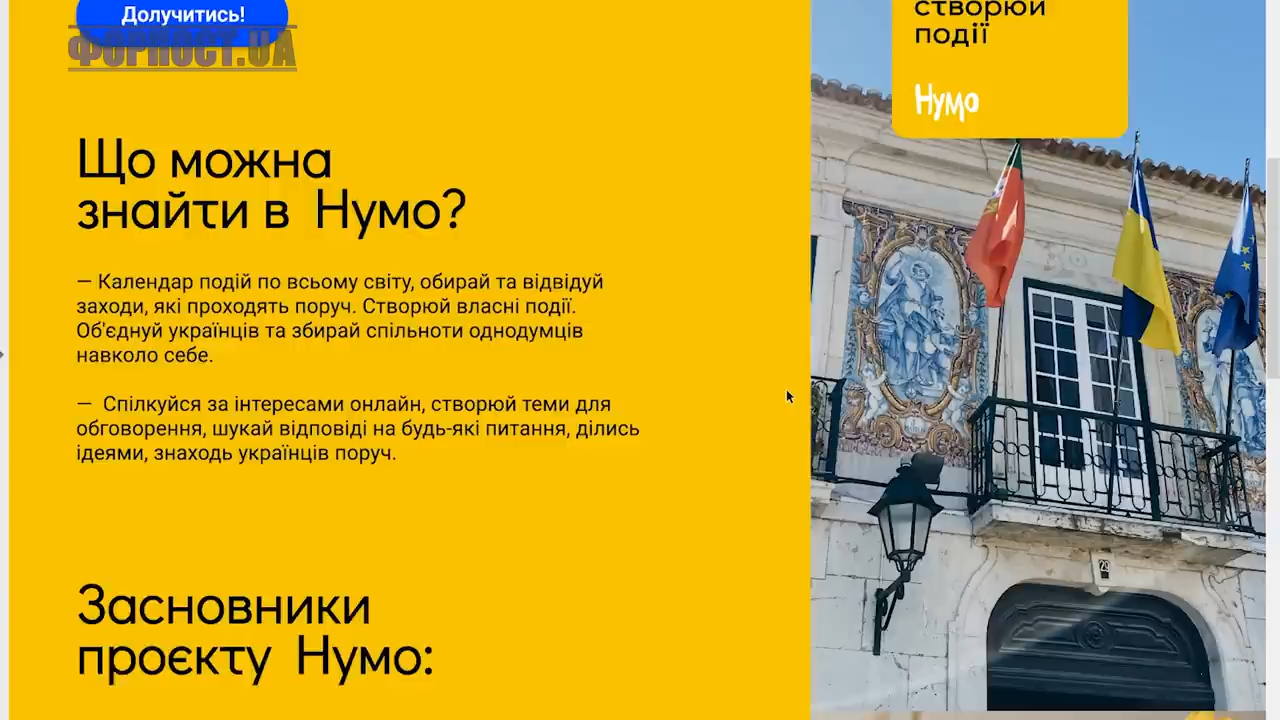 Долучитись!
ФОРПОСТ.UA
створюй
події
Нумо
Що можна
знайти в Нумо?
— Календар подій по всьому світу, обирай та відвідуй
заходи, які проходять поруч. Створюй власні події.
Об'єднуй українців та збирай спільноти однодумців
навколо себе.
— Спілкуйся за інтересами онлайн, створюй теми для
обговорення, шукай відповіді на будь-які питання, ділись
ідеями, знаходь українців поруч.
Засновники
проєкту Нумо:
29